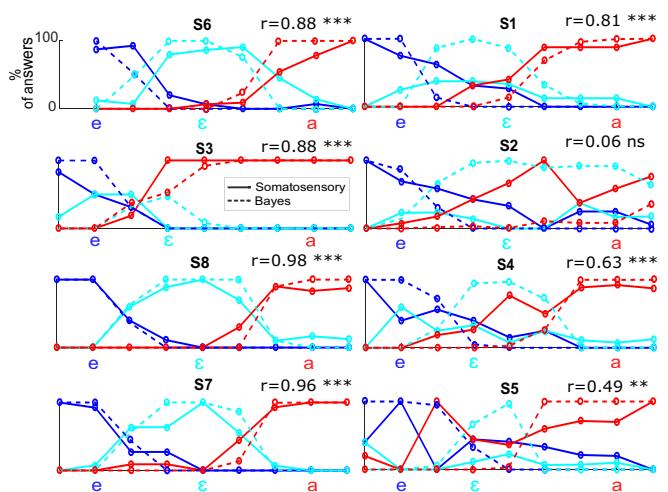 S6 r=0.88 ***
S1 r=0.81 ***
100
% of answers
0
e ε a
e ε a
S3 r=0.88 ***
S2 r=0.06 ns
Somatosensory
Bayes
e ε a
e ε a
S8 r=0.98 ***
S4 r=0.63 ***
e ε a
e ε a
S7 r=0.96 ***
S5 r=0.49 **
e ε a
e ε a